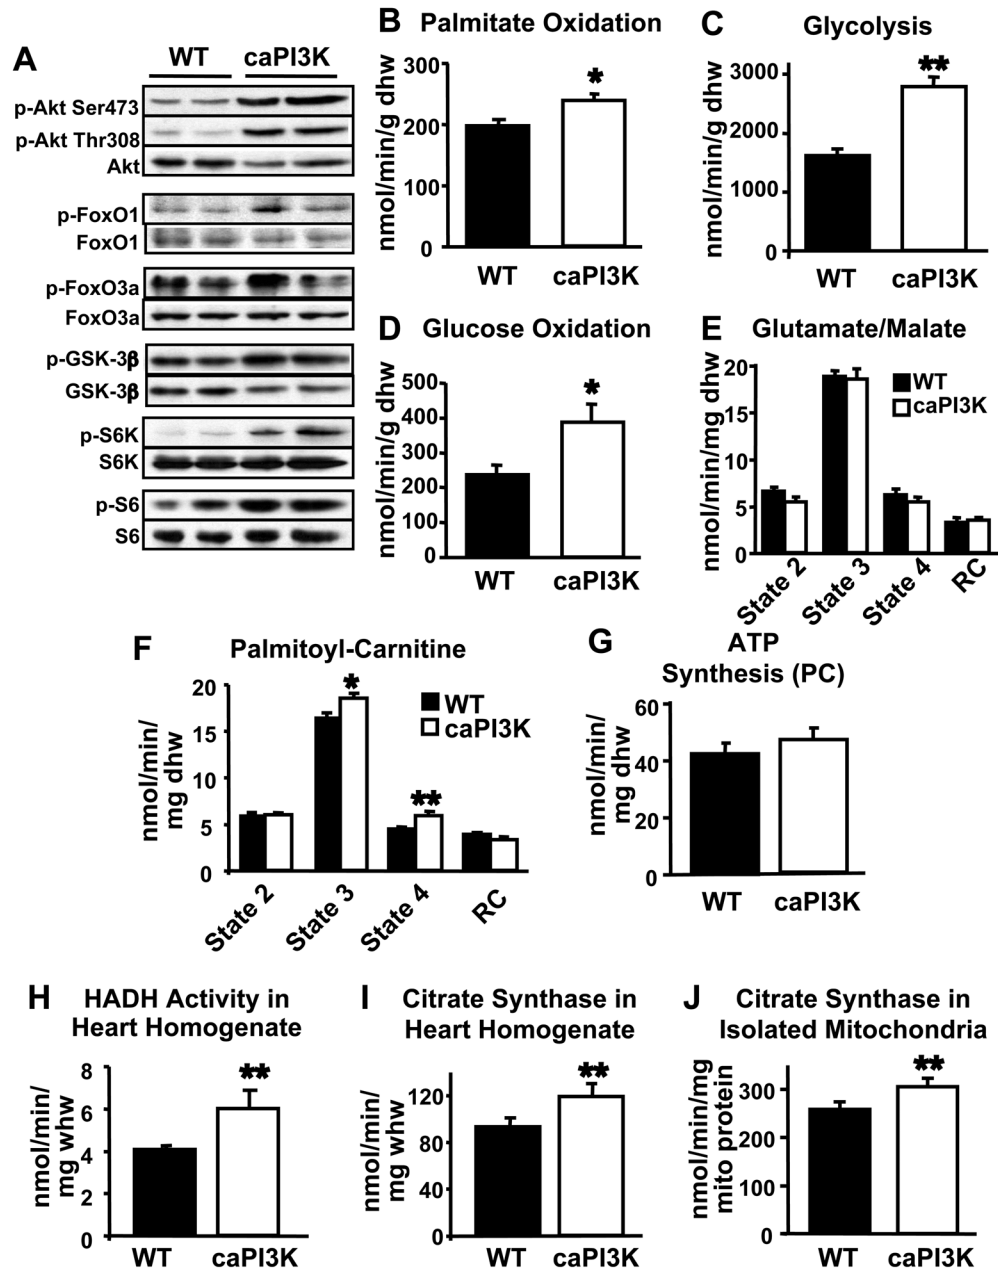 A
WT caPI3K
p-Akt Ser473
p-Akt Thr308
Akt
p-FoxO1
FoxO1
p-FoxO3a
FoxO3a
p-GSK-3β
GSK-3β
p-S6K
S6K
p-S6
S6
B Palmitate Oxidation
nmol/min/g dhw
300
200
100
0
*
WT caPI3K
C Glycolysis
nmol/min/g dhw
3000
2000
1000
0
**
WT caPI3K
D Glucose Oxidation
nmol/min/g dhw
500
400
300
200
100
0
*
WT caPI3K
E Glutamate/Malate
nmol/min/mg dhw
20
15
10
5
0
WT
caPI3K
State 2 State 3 State 4 RC
F Palmitoyl-Carnitine
nmol/min/
mg dhw
20
15
10
5
0
*
**
WT
caPI3K
State 2 State 3 State 4 RC
G ATP
Synthesis (PC)
nmol/min/
mg dhw
60
40
20
0
WT caPI3K
H HADH Activity in
Heart Homogenate
nmol/min/
mg whw
8
6
4
2
0
**
WT caPI3K
I Citrate Synthase in
Heart Homogenate
nmol/min/
mg whw
120
80
40
0
**
WT caPI3K
J Citrate Synthase in
Isolated Mitochondria
nmol/min/mg
mito protein
300
200
100
0
**
WT caPI3K